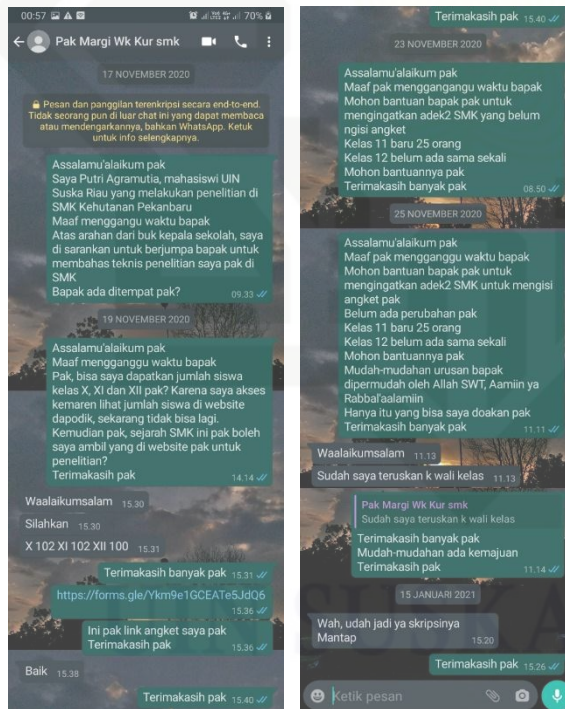 00:57
70%
Pak Margi Wk Kur smk
17 NOVEMBER 2020
Pesan dan panggilan terenkripsi secara end-to-end.
Tidak seorang pun di luar chat ini yang dapat membaca
atau mendengarkannya, bahkan WhatsApp. Ketuk
untuk info selengkapnya.
Assalamu'alaikum pak
Saya Putri Agramutia, mahasiswi UIN
Suska Riau yang melakukan penelitian di
SMK Kehutanan Pekanbaru
Maaf menggangu waktu bapak
Atas arahan dari buk kepala sekolah, saya
di sarankan untuk berjumpa bapak untuk
membahas teknis penelitian saya pak di
SMK
Bapak ada ditempat pak? 09.33
19 NOVEMBER 2020
Assalamu'alaikum pak
Maaf mengganggu waktu bapak
Pak, bisa saya dapatkan jumlah siswa
kelas X, XI dan XII pak? Karena saya akses
kemaren lihat jumlah siswa di website
dapodik, sekarang tidak bisa lagi.
Kemudian pak, sejarah SMK ini pak boleh
saya ambil yang di website pak untuk
penelitian?
Terimakasih pak 14.14
Waalaikumsalam 15.30
Silahkan 15.30
X 102 XI 102 XII 100 15.31
Terimakasih banyak pak 15.31
https://forms.gle/Ykm9e1GCEATe5JdQ6
15.36
Ini pak link angket saya pak
Terimakasih pak 15.36
Baik 15.38
Terimakasih pak 15.40
Terimakasih pak 15.40
23 NOVEMBER 2020
Assalamu'alaikum pak
Maaf pak menggangango waktu bapak
Mohon bantuan bapak pak untuk
mengingatkan adek2 SMK yang belum
ngisi angket
Kelas 11 baru 25 orang
Kelas 12 belum ada sama sekali
Mohon bantuannya pak
Terimakasih banyak pak 08.50
25 NOVEMBER 2020
Assalamu'alaikum pak
Maaf pak mengganggu waktu bapak
Mohon bantuan bapak pak untuk
mengingatkan adek2 SMK untuk mengisi
angket pak
Belum ada perubahan pak
Kelas 11 baru 25 orang
Kelas 12 belum ada sama sekali
Mohon bantuannya pak
Mudah-mudahan urusan bapak
dipermudah oleh Allah SWT, Aamiin ya
Rabbal'aalamiin
Hanya itu yang bisa saya doakan pak
Terimakasih banyak pak 11.11
Waalaikumsalam 11.13
Sudah saya teruskan k wali kelas 11.13
Pak Margi Wk Kur smk
Sudah saya teruskan k wali kelas
Terimakasih banyak pak
Mudah-mudahan ada kemajuan
Terimakasih pak 11.14
15 JANUARI 2021
Wah, udah jadi ya skripsinya
Mantap 15.20
Terimakasih pak 15.26
Ketik pesan